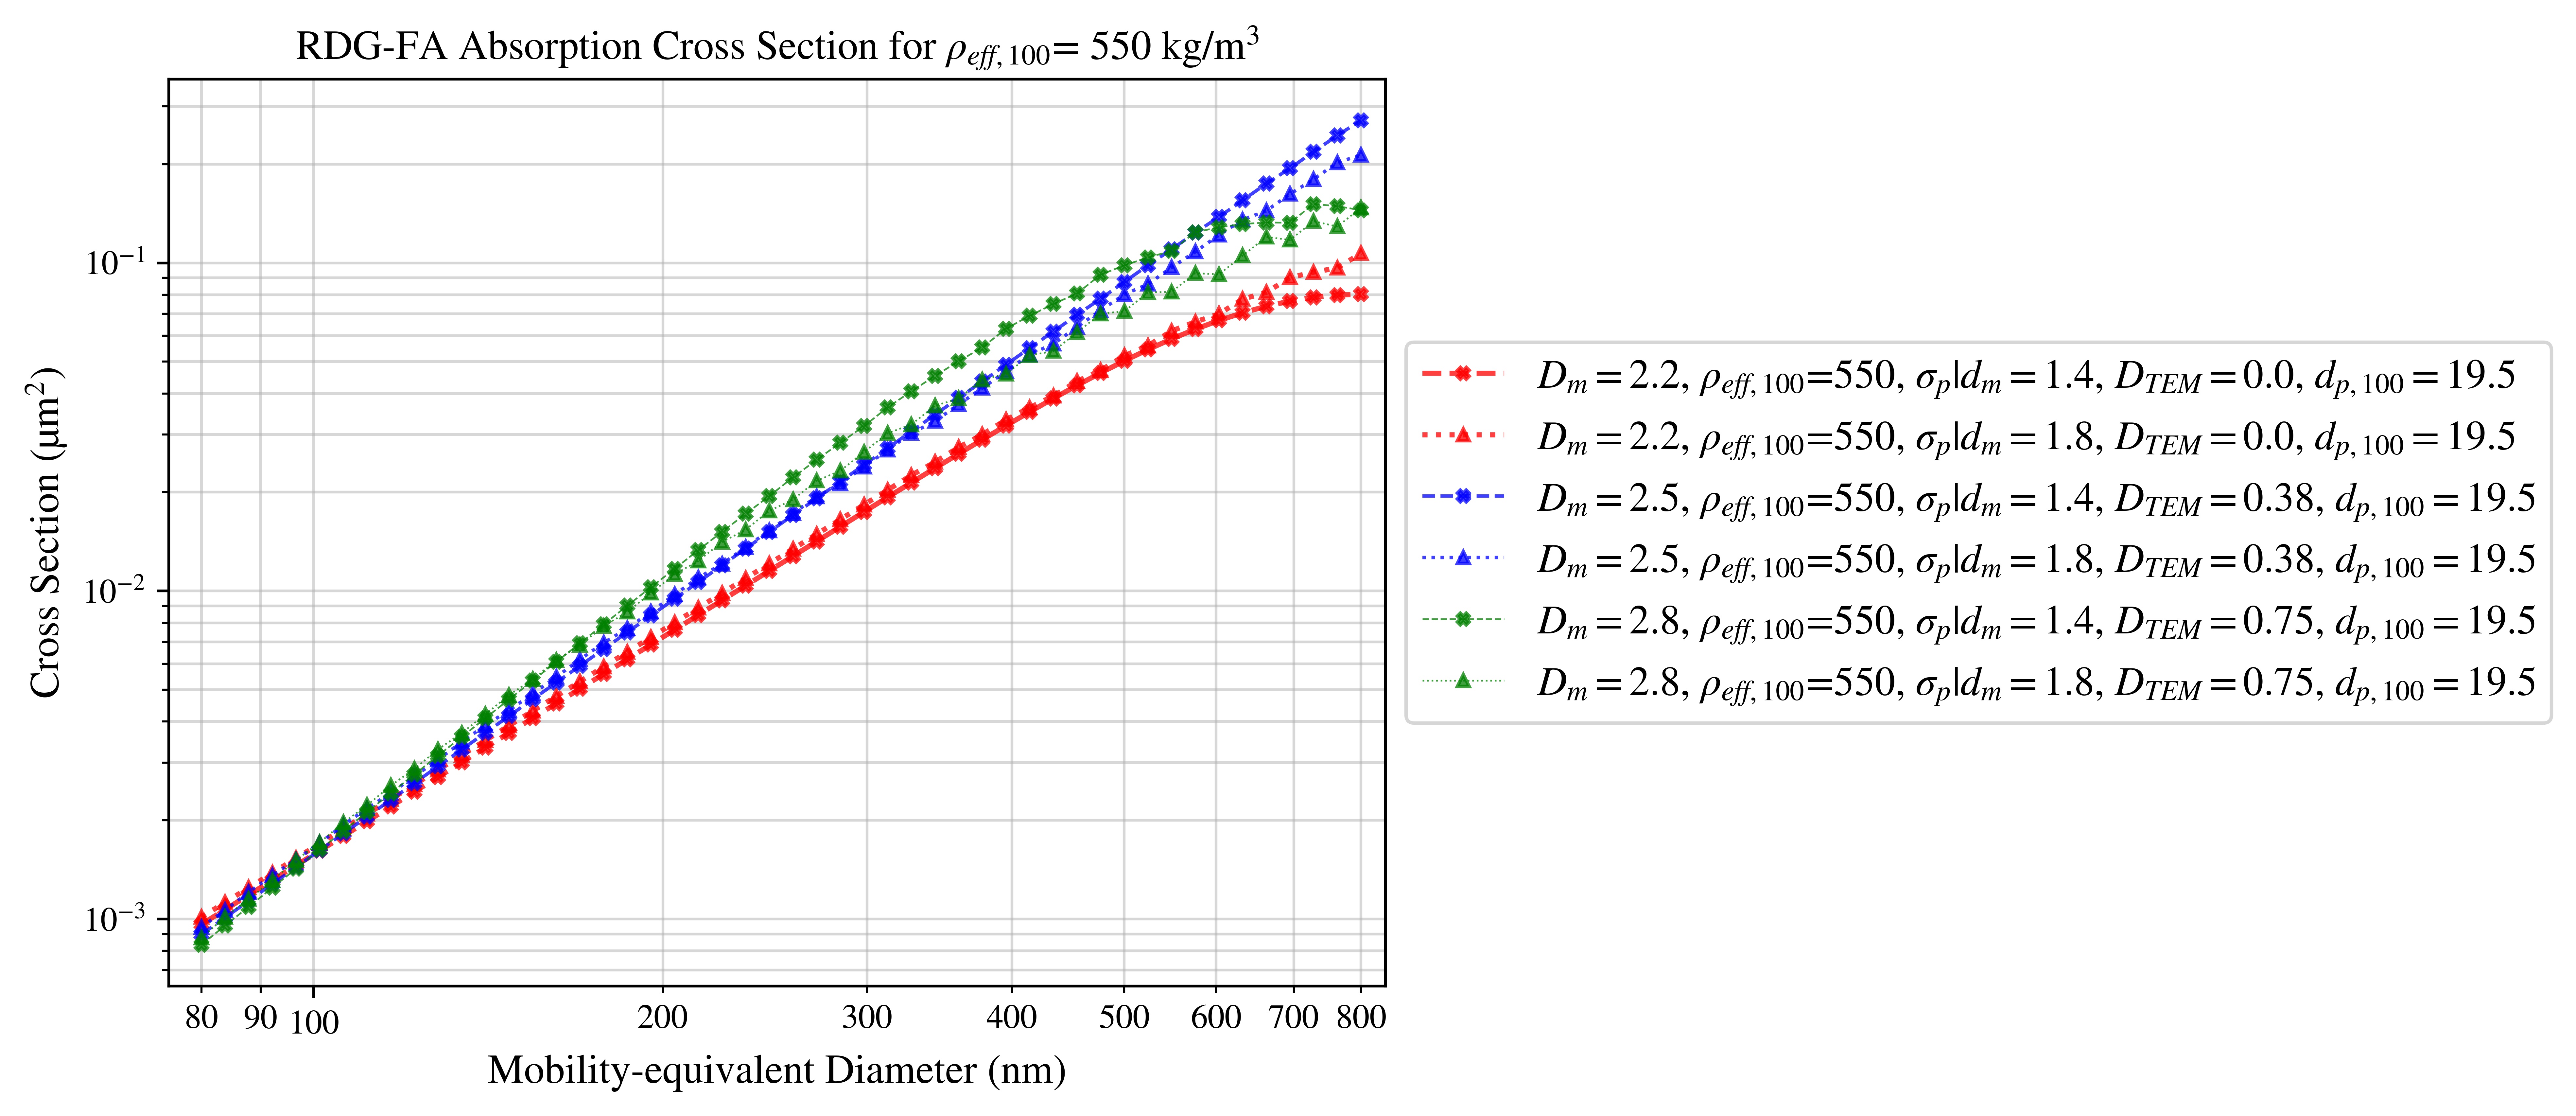 RDG-FA Absorption Cross Section for ρeff,100= 550 kg/m³
Cross Section (μm²)
10⁻¹
10⁻²
10⁻³
80 90 100 200 300 400 500 600 700 800
Mobility-equivalent Diameter (nm)
Dm = 2.2, ρeff,100=550, σp|dm = 1.4, DTEM = 0.0, dp,100 = 19.5
Dm = 2.2, ρeff,100=550, σp|dm = 1.8, DTEM = 0.0, dp,100 = 19.5
Dm = 2.5, ρeff,100=550, σp|dm = 1.4, DTEM = 0.38, dp,100 = 19.5
Dm = 2.5, ρeff,100=550, σp|dm = 1.8, DTEM = 0.38, dp,100 = 19.5
Dm = 2.8, ρeff,100=550, σp|dm = 1.4, DTEM = 0.75, dp,100 = 19.5
Dm = 2.8, ρeff,100=550, σp|dm = 1.8, DTEM = 0.75, dp,100 = 19.5